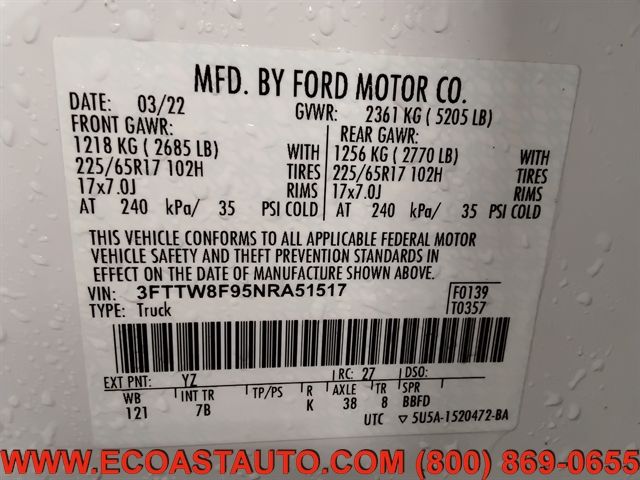 MFD. BY FORD MOTOR CO.
DATE: 03/22 GVWR: 2361 KG ( 5205 LB)
FRONT GAWR: REAR GAWR:
1218 KG ( 2685 LB) WITH 1256 KG ( 2770 LB) WITH
225/65R17 102H TIRES 225/65R17 102H TIRES
17x7.0J RIMS 17x7.0J RIMS
AT 240 kPa/ 35 PSI COLD AT 240 kPa/ 35 PSI COLD
THIS VEHICLE CONFORMS TO ALL APPLICABLE FEDERAL MOTOR
VEHICLE SAFETY AND THEFT PREVENTION STANDARDS IN
EFFECT ON THE DATE OF MANUFACTURE SHOWN ABOVE.
VIN: 3FTTW8F95NRA51517 F0139
TYPE: Truck T0357
EXT PNT: YZ RC: 27 DSO:
WB INT TR TP/PS R AXLE TR SPR
121 7B K 38 8 BBFD
UTC ▽5U5A-1520472-BA
WWW.ECOASTAUTO.COM (800) 869-0655